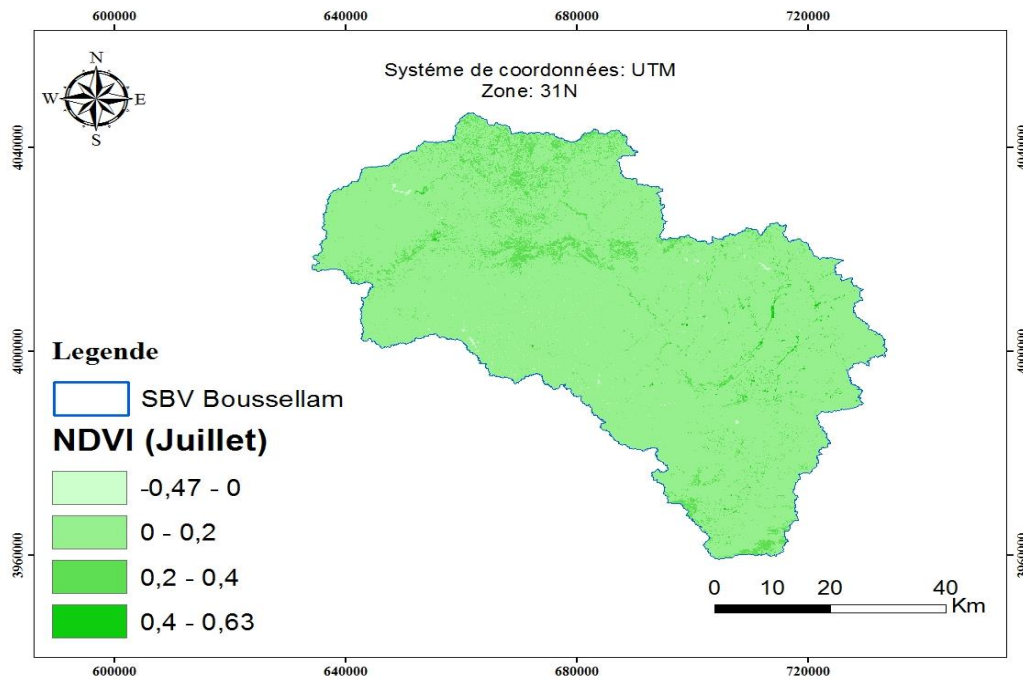 600000 640000 680000 720000
N
W E
S
Systéme de coordonnées: UTM
Zone: 31N
4040000 4040000
4000000 4000000
3960000 3960000
Legende
SBV Boussellam
NDVI (Juillet)
-0,47 - 0
0 - 0,2
0,2 - 0,4
0,4 - 0,63
0 10 20 40
Km
600000 640000 680000 720000